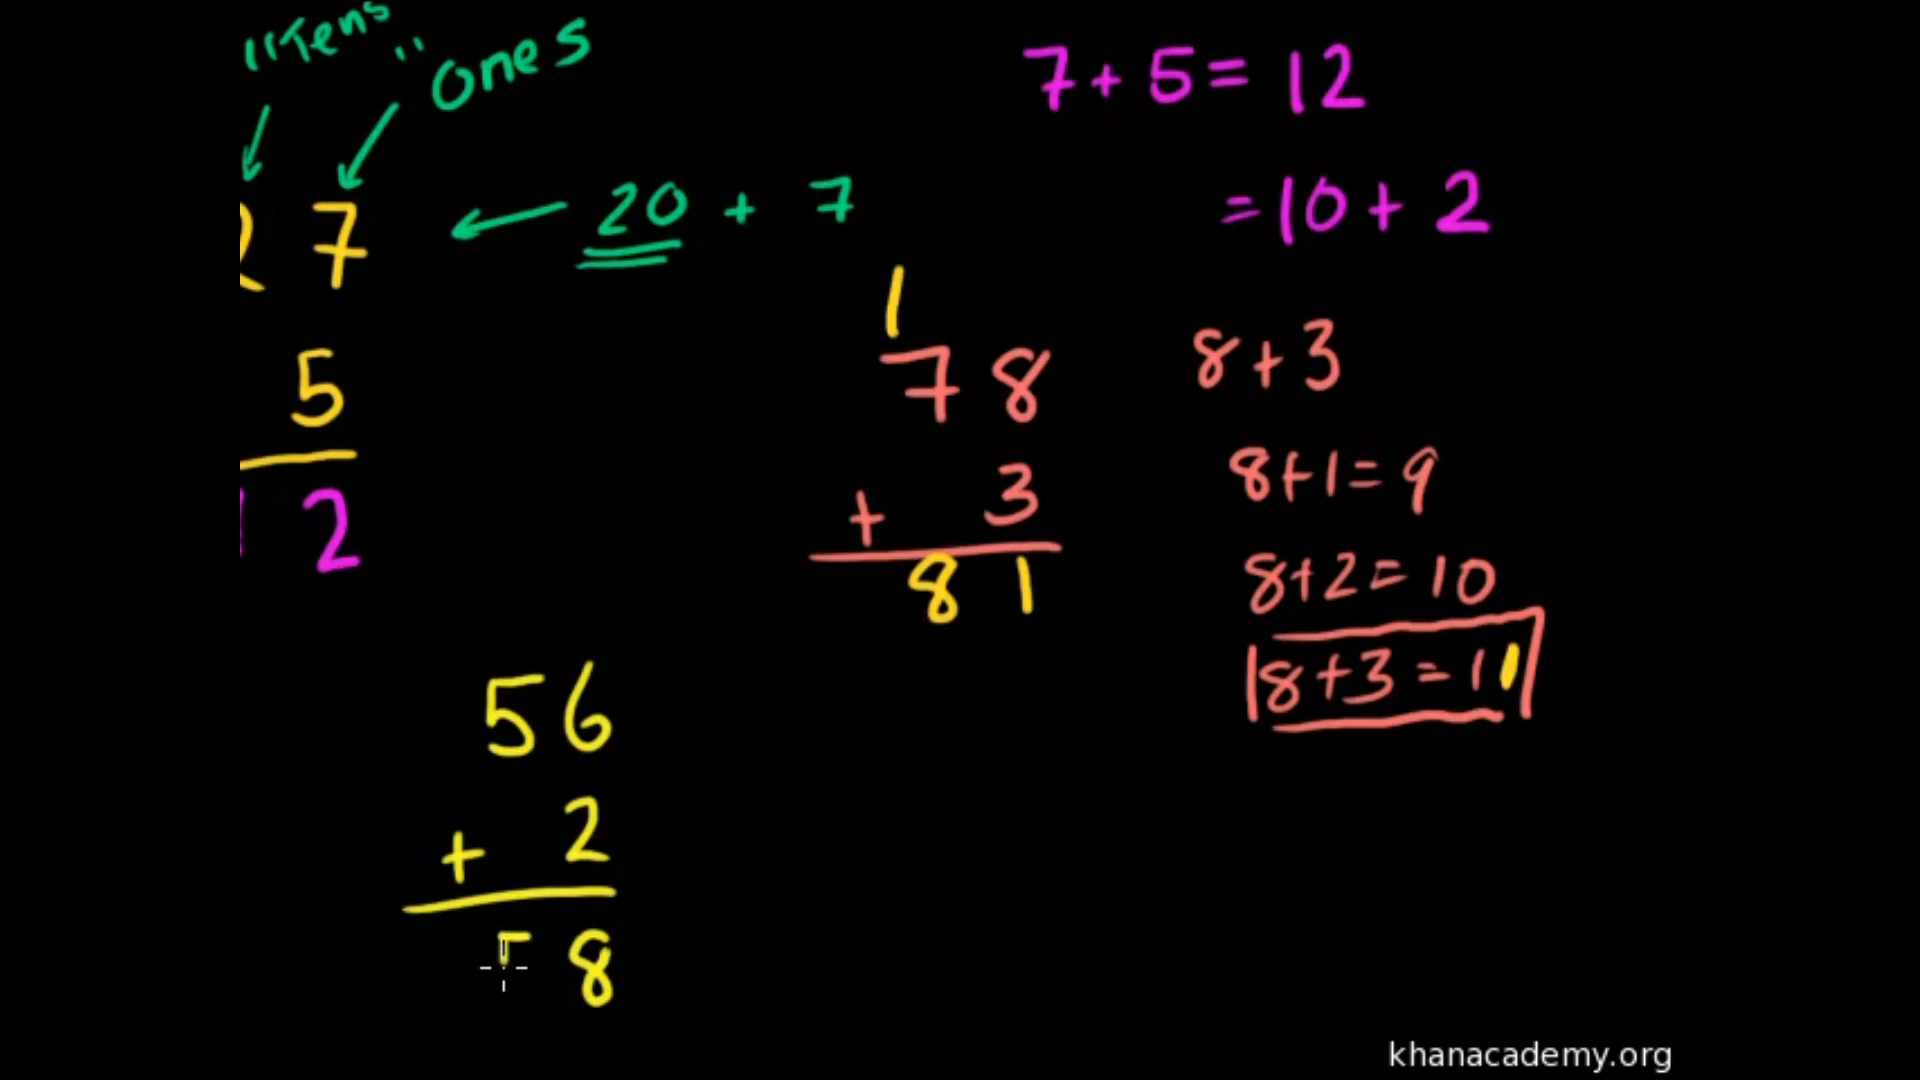 "Tens"
Ones
27
5
2
20 + 7
7 + 5 = 12
= 10 + 2
1
78
+ 3
81
8 + 3
8 + 1 = 9
8 + 2 = 10
8 + 3 = 11
56
+ 2
8
khanacademy.org